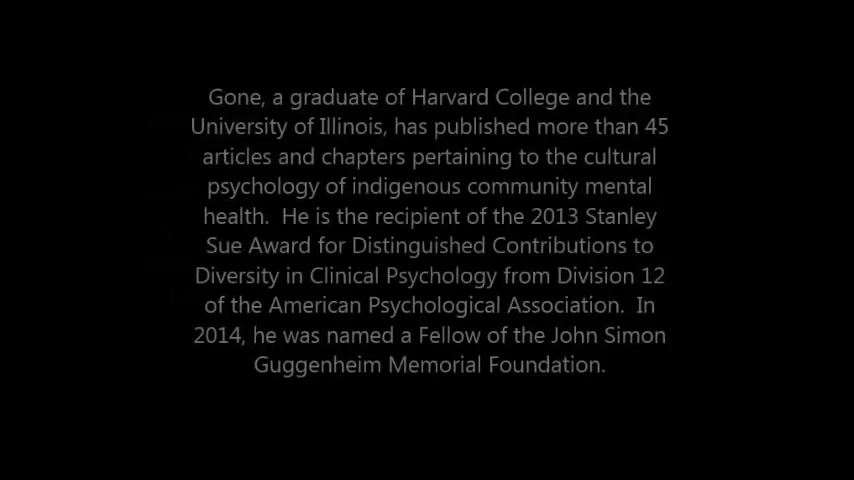 Gone, a graduate of Harvard College and the
University of Illinois, has published more than 45
articles and chapters pertaining to the cultural
psychology of indigenous community mental
health.  He is the recipient of the 2013 Stanley
Sue Award for Distinguished Contributions to
Diversity in Clinical Psychology from Division 12
of the American Psychological Association.  In
2014, he was named a Fellow of the John Simon
Guggenheim Memorial Foundation.